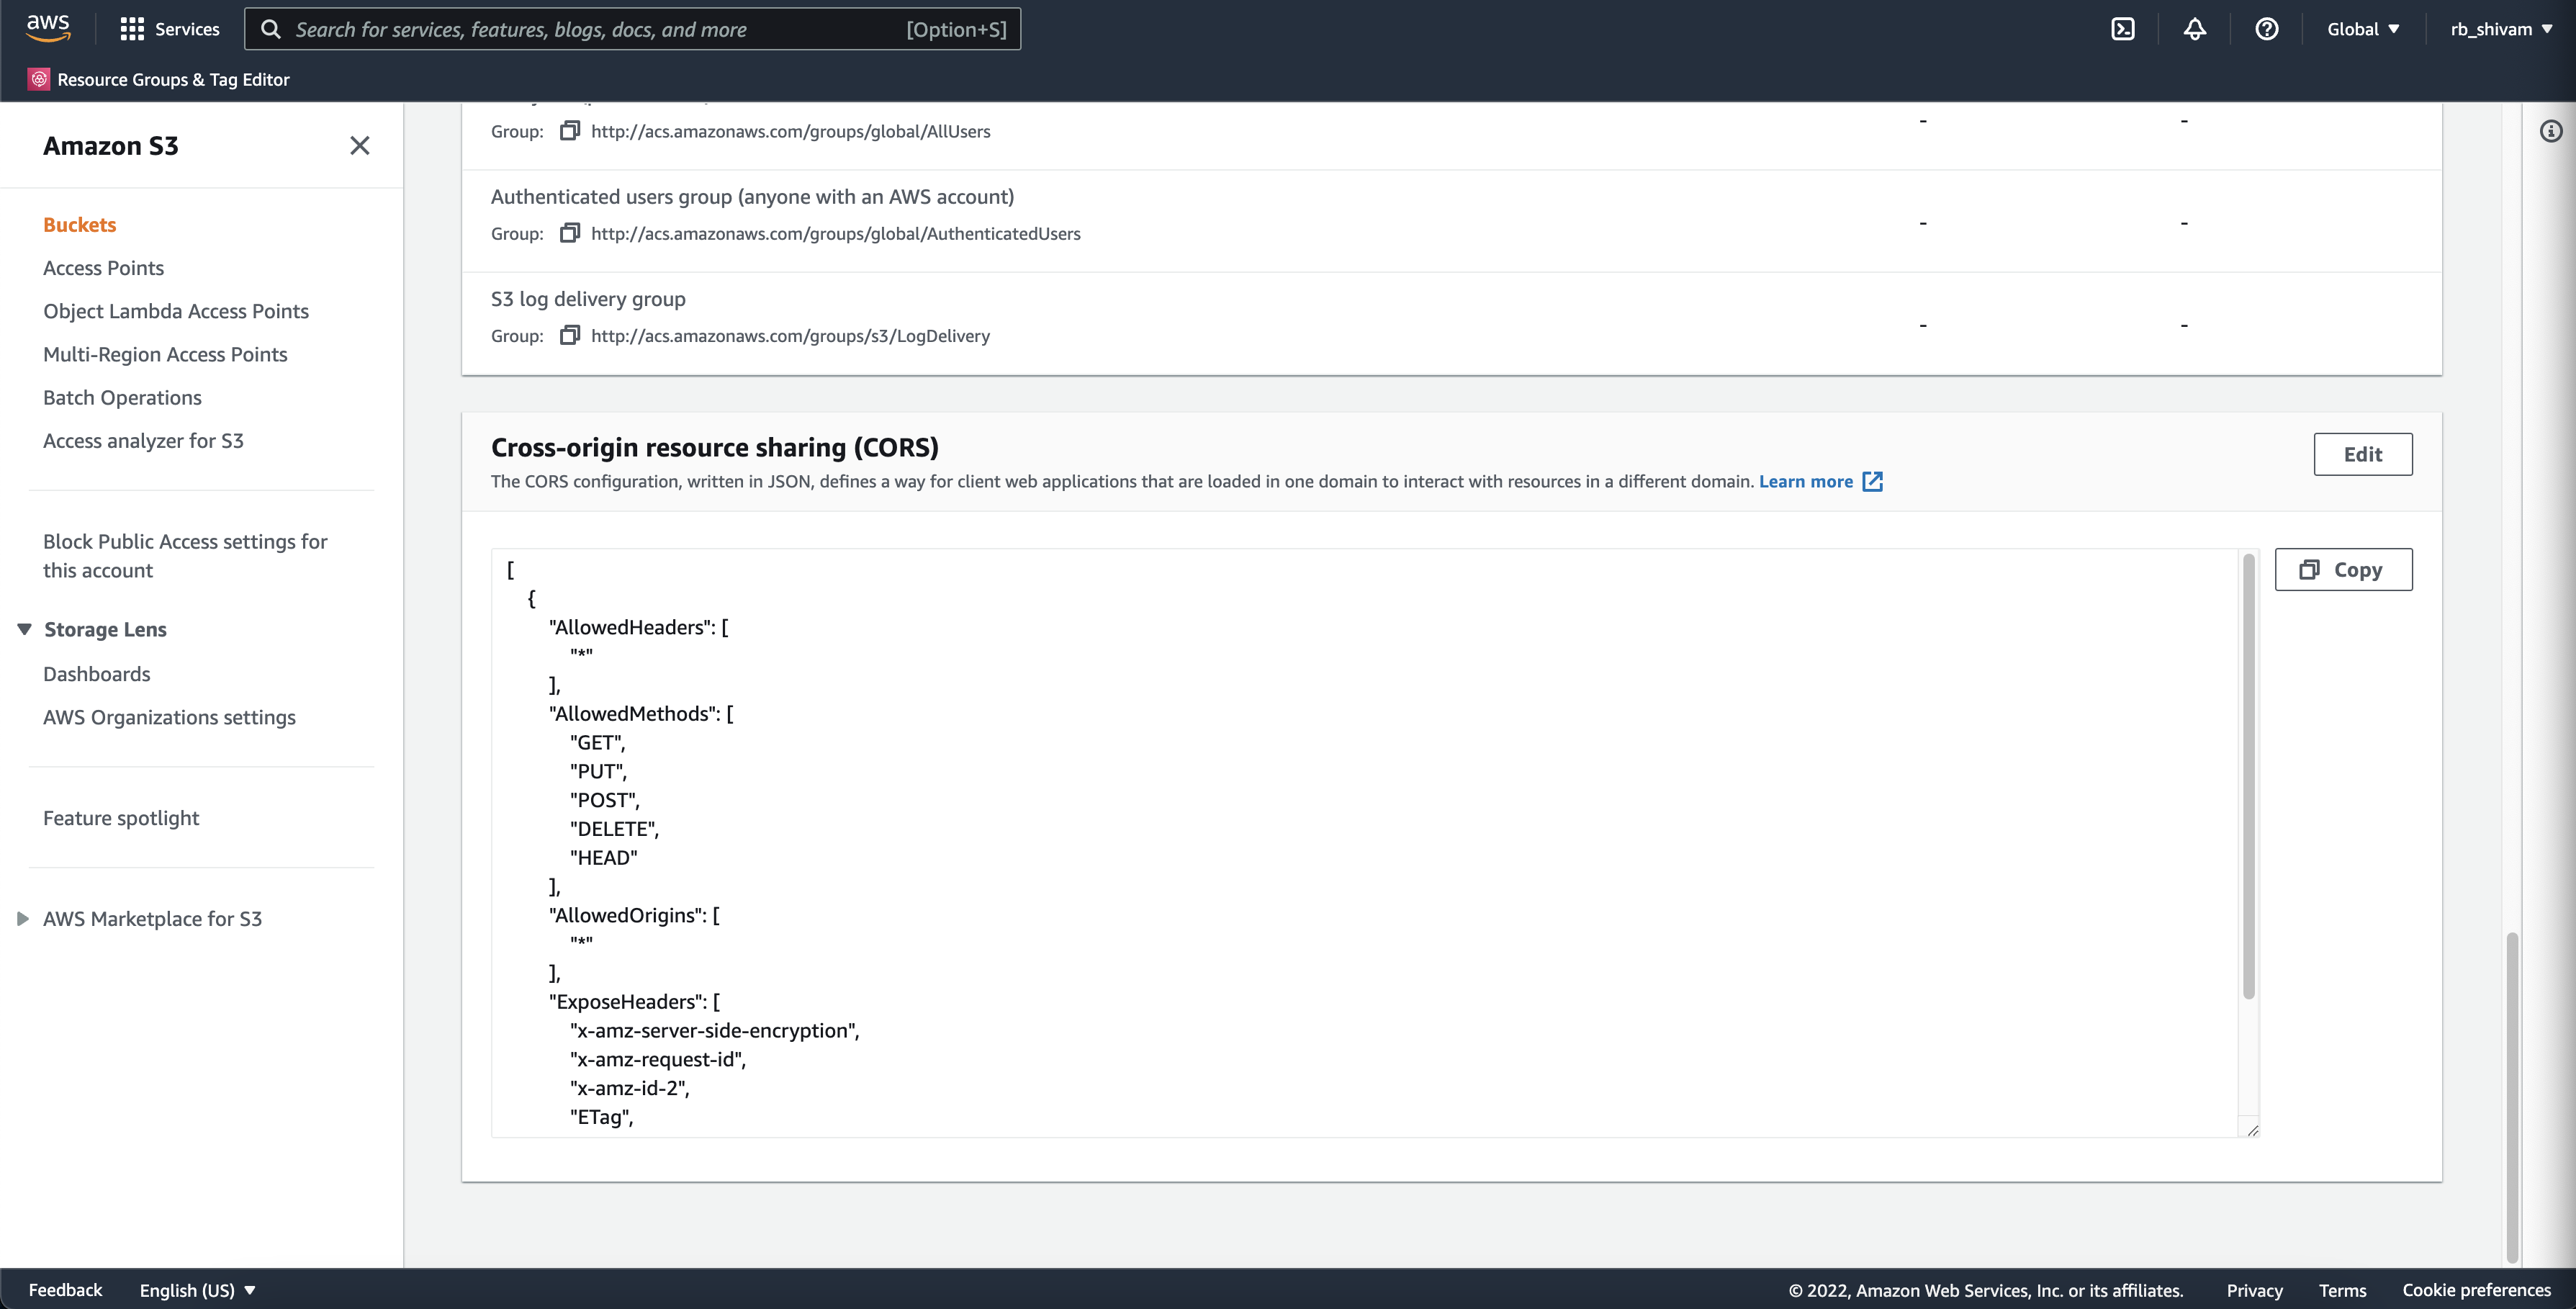 aws
Services
Search for services, features, blogs, docs, and more
[Option+S]
Global
rb_shivam
Resource Groups & Tag Editor
Amazon S3
Buckets
Access Points
Object Lambda Access Points
Multi-Region Access Points
Batch Operations
Access analyzer for S3
Block Public Access settings for
this account
Storage Lens
Dashboards
AWS Organizations settings
Feature spotlight
AWS Marketplace for S3
Group: http://acs.amazonaws.com/groups/global/AllUsers
-
-
Authenticated users group (anyone with an AWS account)
Group: http://acs.amazonaws.com/groups/global/AuthenticatedUsers
-
-
S3 log delivery group
Group: http://acs.amazonaws.com/groups/s3/LogDelivery
-
-
Cross-origin resource sharing (CORS)
Edit
The CORS configuration, written in JSON, defines a way for client web applications that are loaded in one domain to interact with resources in a different domain. Learn more
Copy
[
{
"AllowedHeaders": [
"*"
],
"AllowedMethods": [
"GET",
"PUT",
"POST",
"DELETE",
"HEAD"
],
"AllowedOrigins": [
"*"
],
"ExposeHeaders": [
"x-amz-server-side-encryption",
"x-amz-request-id",
"x-amz-id-2",
"ETag",
Feedback
English (US)
© 2022, Amazon Web Services, Inc. or its affiliates.
Privacy
Terms
Cookie preferences